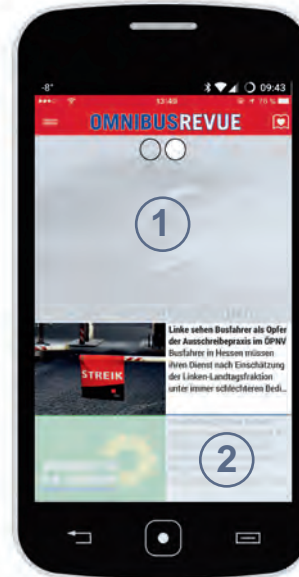 -8° 09:43
13:40 75 %
OMNIBUSREVUE
1
STREIK
Linke sehen Busfahrer als Opfer
der Ausschreibepraxis im ÖPNV
Busfahrer in Hessen müssen
ihren Dienst nach Einschätzung
der Linken-Landtagsfraktion
unter immer schlechteren Bedi...
2